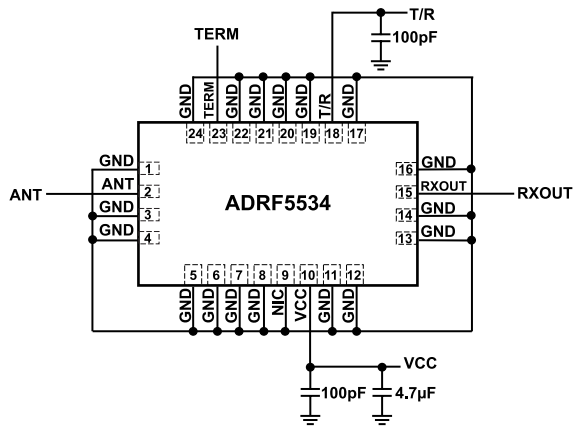 T/R
TERM
100pF
GND
TERM
GND
GND
GND
GND
T/R
GND
24
23
22
21
20
19
18
17
GND
1
16
GND
ANT
ANT
2
ADRF5534
15
RXOUT
RXOUT
GND
3
14
GND
GND
4
13
GND
5
6
7
8
9
10
11
12
GND
GND
GND
GND
NIC
VCC
GND
GND
VCC
100pF
4.7µF